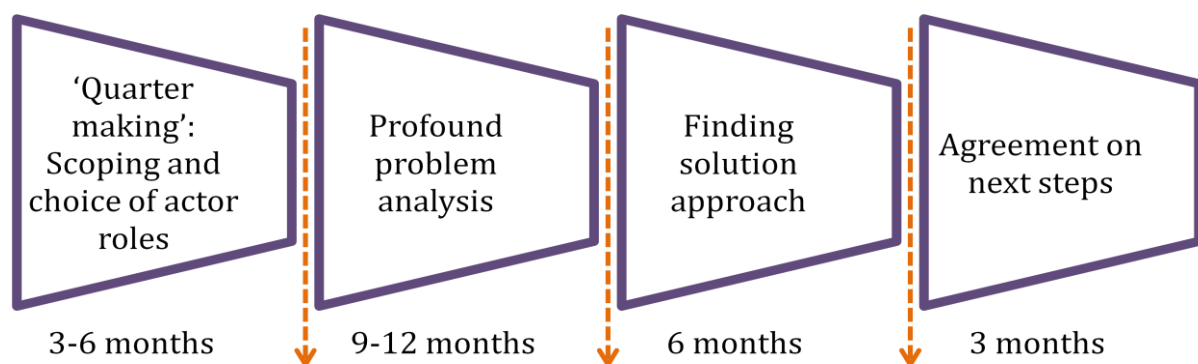 ‘Quarter
making’:
Scoping and
choice of actor
roles
Profound
problem
analysis
Finding
solution
approach
Agreement on
next steps
3-6 months
9-12 months
6 months
3 months